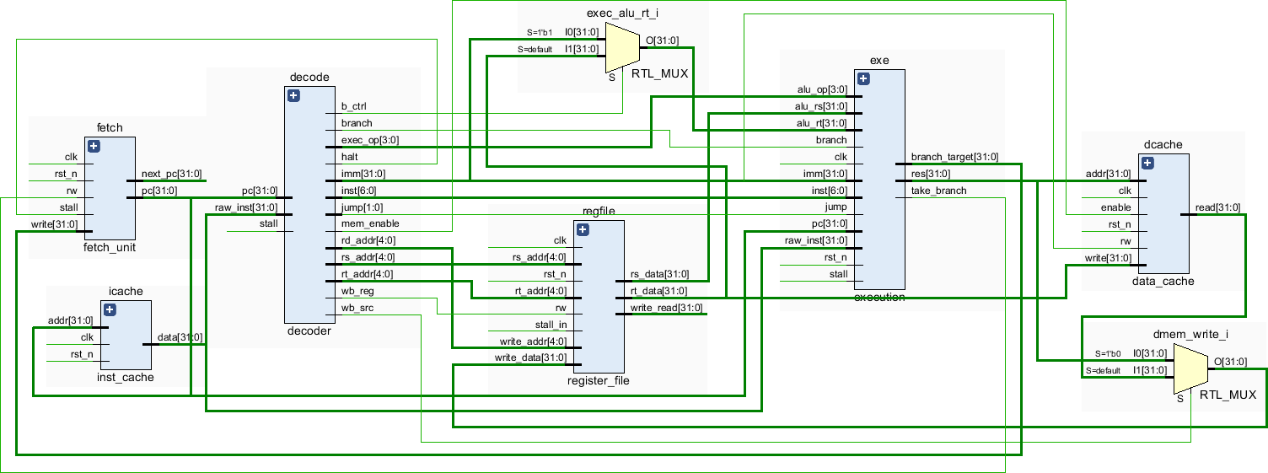 fetch
clk
rst_n
rw
stall
write[31:0]
next_pc[31:0]
pc[31:0]
fetch_unit
icache
addr[31:0]
clk
rst_n
data[31:0]
inst_cache
decode
pc[31:0]
raw_inst[31:0]
stall
b_ctrl
branch
exec_op[3:0]
halt
imm[31:0]
inst[6:0]
jump[1:0]
mem_enable
rd_addr[4:0]
rs_addr[4:0]
rt_addr[4:0]
wb_reg
wb_src
decoder
exec_alu_rt_i
S=1'b1 I0[31:0]
S=default I1[31:0]
O[31:0]
S
RTL_MUX
regfile
clk
rs_addr[4:0]
rst_n
rt_addr[4:0]
rw
stall_in
write_addr[4:0]
write_data[31:0]
rs_data[31:0]
rt_data[31:0]
write_read[31:0]
register_file
exe
alu_op[3:0]
alu_rs[31:0]
alu_rt[31:0]
branch
clk
imm[31:0]
inst[6:0]
jump
pc[31:0]
raw_inst[31:0]
rst_n
stall
branch_target[31:0]
res[31:0]
take_branch
execution
dcache
addr[31:0]
clk
enable
rst_n
rw
write[31:0]
read[31:0]
data_cache
dmem_write_i
S=1'b0 I0[31:0]
S=default I1[31:0]
O[31:0]
S
RTL_MUX